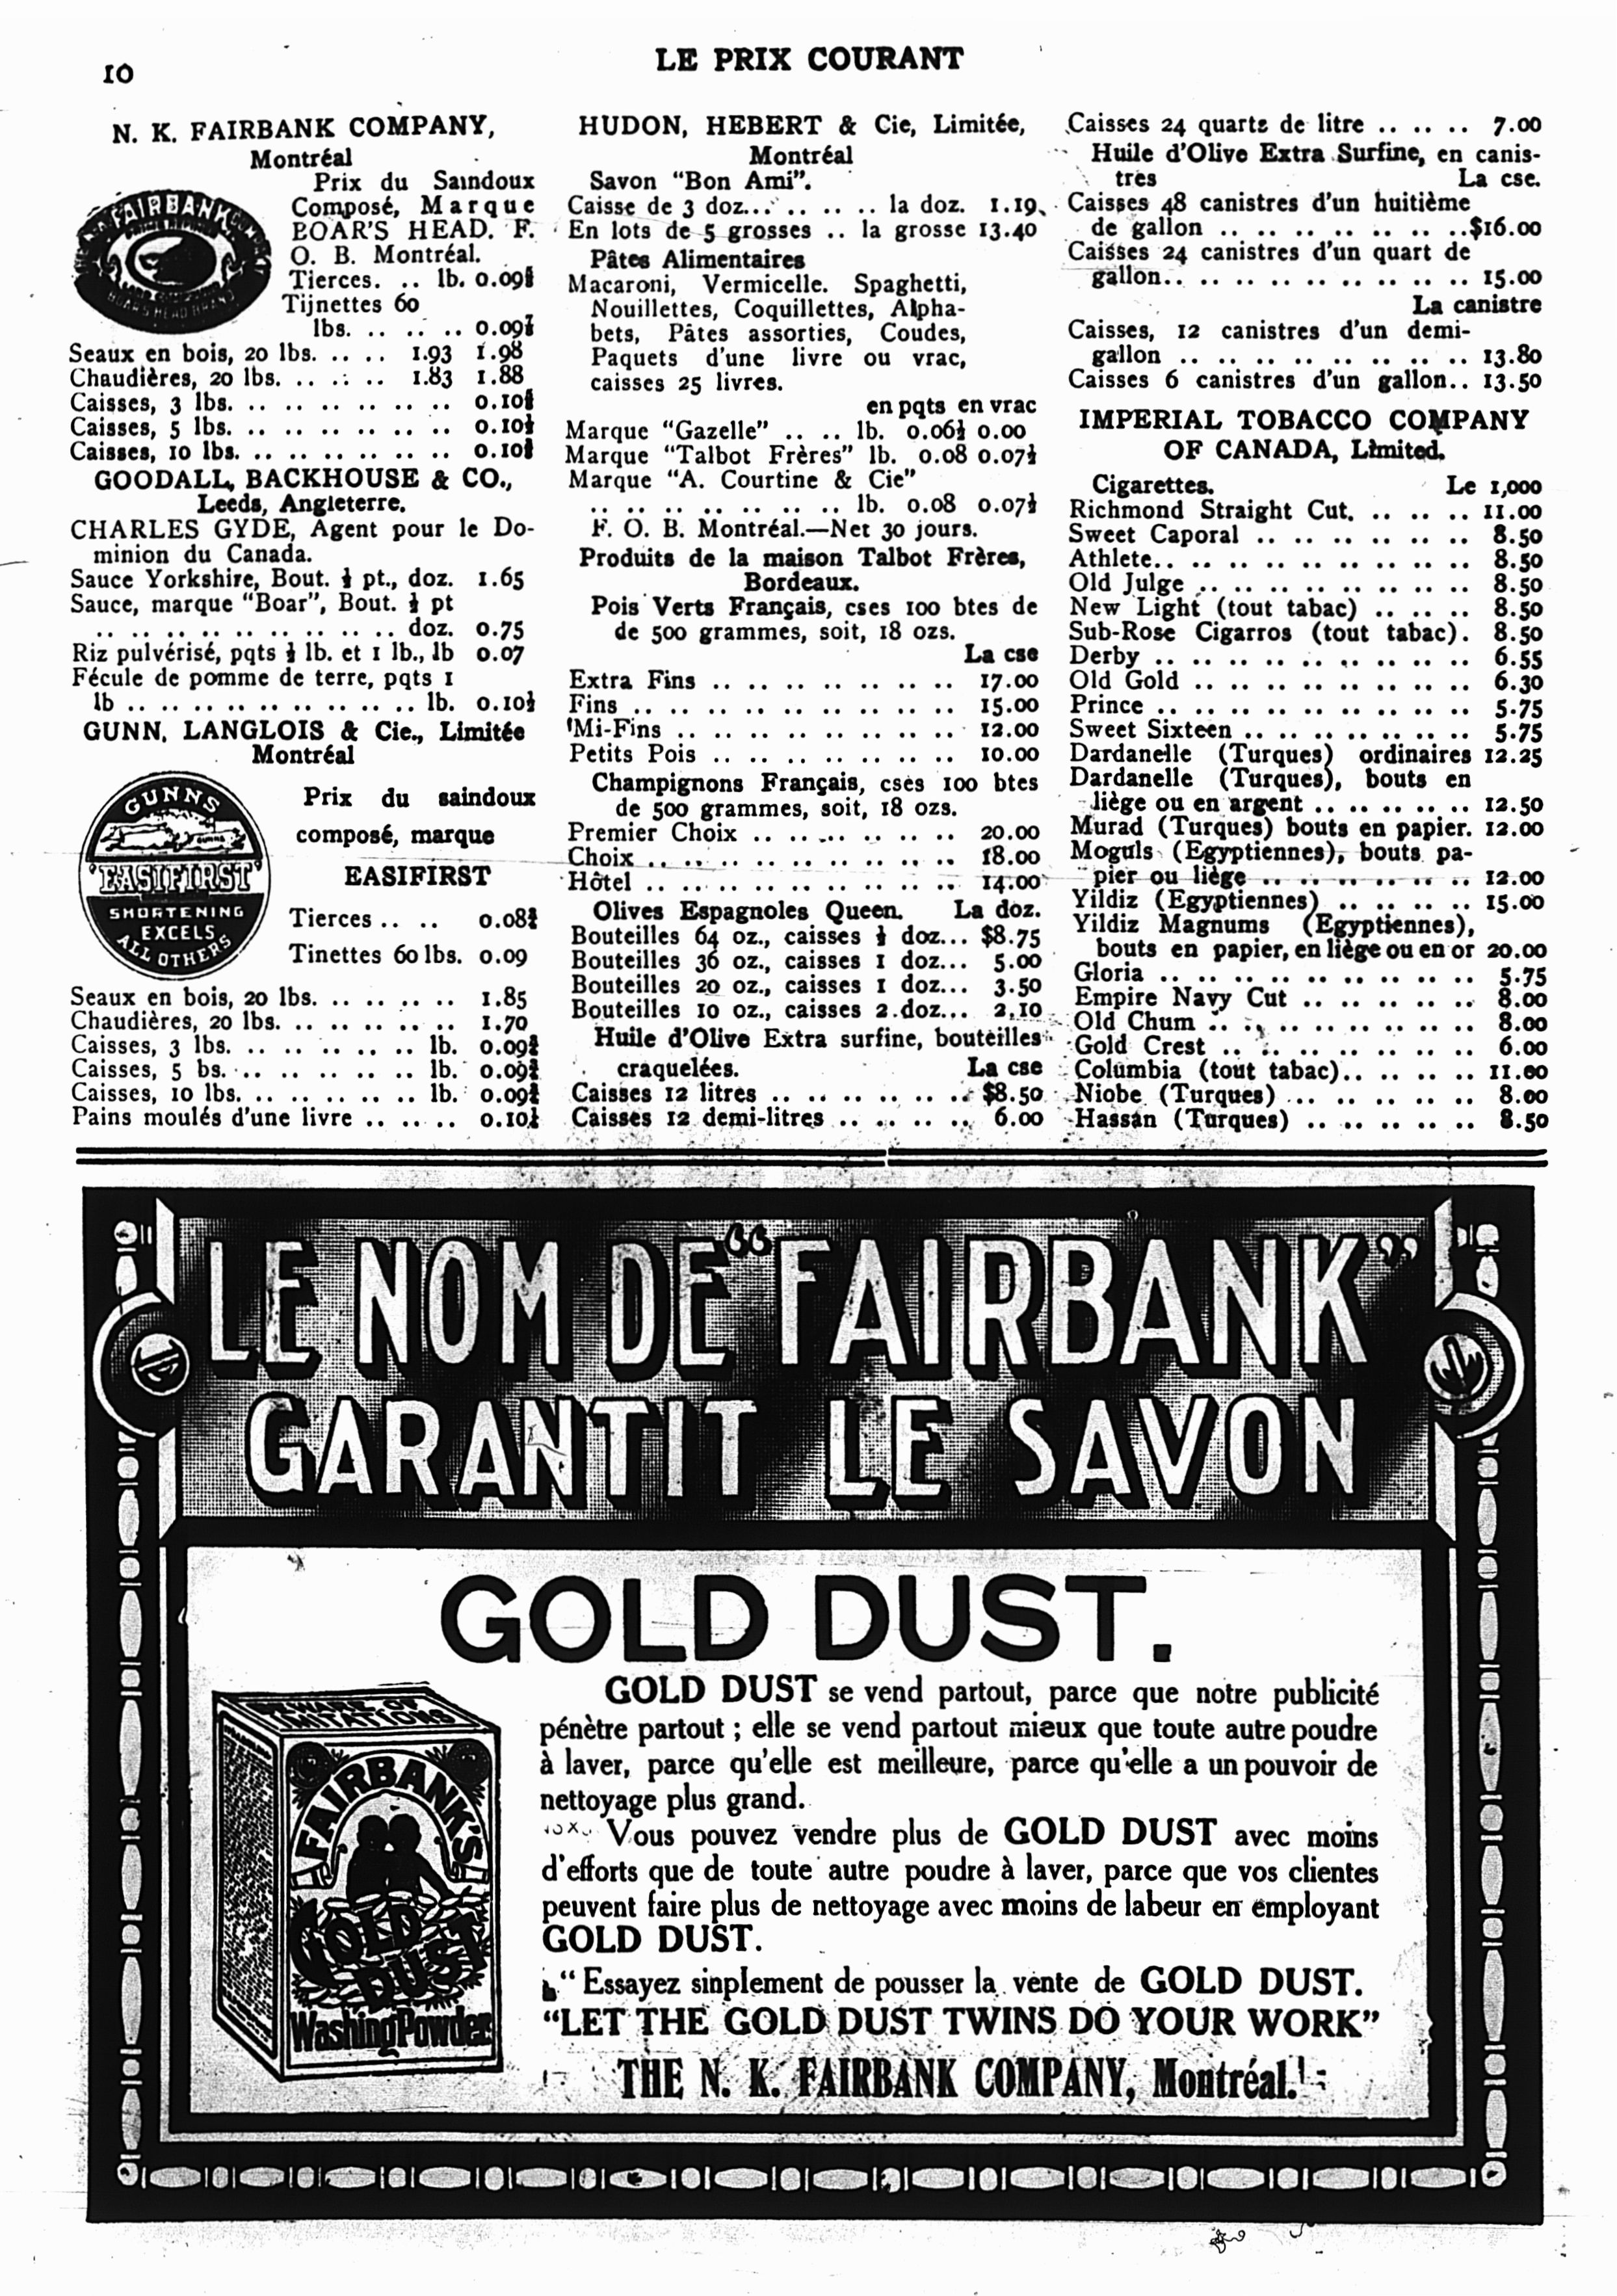 10
LE PRIX COURANT
N. K. FAIRBANK COMPANY,
Montréal
Prix du Saindoux
Composé, Marque
BOAR'S HEAD. F.
O. B. Montréal.
Tierces. .. lb.
Tijnettes 60
lbs. .. .. ..
Seaux en bois, 20 lbs. .. .. 1.93 1.98
Chaudières, 20 lbs. .. .. .. 1.83 1.88
Caisses, 3 lbs. .. .. .. .. .. ..
Caisses, 5 lbs. .. .. .. .. .. ..
Caisses, 10 lbs. .. .. .. .. .. ..
GOODALL, BACKHOUSE & CO.,
Leeds, Angleterre.
CHARLES GYDE, Agent pour le Do-
minion du Canada.
Sauce Yorkshire, Bout. ½ pt., doz. 1.65
Sauce, marque "Boar", Bout. ½ pt
.. .. .. .. .. .. .. .. .. .. doz. 0.75
Riz pulvérisé, pqts ½ lb. et 1 lb., lb 0.07
Fécule de pomme de terre, pqts 1
lb .. .. .. .. .. .. .. .. .. .. lb. 0.10½
GUNN, LANGLOIS & Cie., Limitée
Montréal
GUNNS
"EASIFIRST"
SHORTENING
EXCELS
ALL OTHERS
Prix du saindoux
composé, marque
EASIFIRST
Tierces .. .. 0.08¾
Tinettes 60 lbs. 0.09
Seaux en bois, 20 lbs. .. .. .. .. 1.85
Chaudières, 20 lbs. .. .. .. .. .. 1.70
Caisses, 3 lbs. .. .. .. .. .. .. lb.
Caisses, 5 bs. .. .. .. .. .. .. lb.
Caisses, 10 lbs. .. .. .. .. .. .. lb.
Pains moulés d'une livre .. .. ..
HUDON, HEBERT & Cie, Limitée,
Montréal
Savon "Bon Ami".
Caisse de 3 doz... .. .. .. la doz. 1.19
En lots de 5 grosses .. la grosse 13.40
Pâtes Alimentaires
Macaroni, Vermicelle. Spaghetti,
Nouillettes, Coquillettes, Alpha-
bets, Pâtes assorties, Coudes,
Paquets d'une livre ou vrac,
caisses 25 livres.
en pqts en vrac
Marque "Gazelle" .. .. lb. 0.06½ 0.00
Marque "Talbot Frères" lb. 0.08 0.07½
Marque "A. Courtine & Cie"
.. .. .. .. .. .. .. .. lb. 0.08 0.07½
F. O. B. Montréal.—Net 30 jours.
Produits de la maison Talbot Frères,
Bordeaux.
Pois Verts Français, cses 100 btes de
de 500 grammes, soit, 18 ozs.
La cse
Extra Fins .. .. .. .. .. .. .. .. 17.00
Fins .. .. .. .. .. .. .. .. .. .. 15.00
Mi-Fins .. .. .. .. .. .. .. .. .. 12.00
Petits Pois .. .. .. .. .. .. .. .. 10.00
Champignons Français, cses 100 btes
de 500 grammes, soit, 18 ozs.
Premier Choix .. .. .. .. .. .. .. 20.00
Choix .. .. .. .. .. .. .. .. .. .. 18.00
Hôtel .. .. .. .. .. .. .. .. .. .. 14.00
Olives Espagnoles Queen. La doz.
Bouteilles 64 oz., caisses ½ doz... $8.75
Bouteilles 36 oz., caisses 1 doz... 5.00
Bouteilles 20 oz., caisses 1 doz... 3.50
Bouteilles 10 oz., caisses 2 doz... 2.10
Huile d'Olive Extra surfine, bouteilles
craquelées. La cse
Caisses 12 litres .. .. .. .. .. .. $8.50
Caisses 12 demi-litres .. .. .. .. 6.00
Caisses 24 quarts de litre .. .. .. 7.00
Huile d'Olive Extra Surfine, en canis-
tres La cse.
Caisses 48 canistres d'un huitième
de gallon .. .. .. .. .. .. .. ..$16.00
Caisses 24 canistres d'un quart de
gallon.. .. .. .. .. .. .. .. .. .. 15.00
La canistre
Caisses, 12 canistres d'un demi-
gallon .. .. .. .. .. .. .. .. .. 13.80
Caisses 6 canistres d'un gallon.. 13.50
IMPERIAL TOBACCO COMPANY
OF CANADA, Limited.
Cigarettes. Le 1,000
Richmond Straight Cut. .. .. .. 11.00
Sweet Caporal .. .. .. .. .. .. .. 8.50
Athlete.. .. .. .. .. .. .. .. .. .. 8.50
Old Julge .. .. .. .. .. .. .. .. .. 8.50
New Light (tout tabac) .. .. .. 8.50
Sub-Rose Cigarros (tout tabac). 8.50
Derby .. .. .. .. .. .. .. .. .. .. 6.55
Old Gold .. .. .. .. .. .. .. .. .. 6.30
Prince .. .. .. .. .. .. .. .. .. .. 5.75
Sweet Sixteen .. .. .. .. .. .. .. 5.75
Dardanelle (Turques) ordinaires 12.25
Dardanelle (Turques), bouts en
liège ou en argent .. .. .. .. .. 12.50
Murad (Turques) bouts en papier. 12.00
Moguls (Egyptiennes), bouts pa-
pier ou liège .. .. .. .. .. .. .. 12.00
Yildiz (Egyptiennes) .. .. .. .. 15.00
Yildiz Magnums (Egyptiennes),
bouts en papier, en liège ou en or 20.00
Gloria .. .. .. .. .. .. .. .. .. .. 5.75
Empire Navy Cut .. .. .. .. .. .. 8.00
Old Chum .. .. .. .. .. .. .. .. .. 8.00
Gold Crest .. .. .. .. .. .. .. .. 6.00
Columbia (tout tabac).. .. .. .. 11.00
Niobe (Turques) .. .. .. .. .. .. 8.00
Hassan (Turques) .. .. .. .. .. .. 8.50
LE NOM DE "FAIRBANK"
GARANTIT LE SAVON
GOLD DUST.
BEWARE OF
IMITATIONS
FAIRBANK'S
GOLD
DUST
Washing Powder
GOLD DUST se vend partout, parce que notre publicité
pénètre partout ; elle se vend partout mieux que toute autre poudre
à laver, parce qu'elle est meilleure, parce qu'elle a un pouvoir de
nettoyage plus grand.
Vous pouvez vendre plus de GOLD DUST avec moins
d'efforts que de toute autre poudre à laver, parce que vos clientes
peuvent faire plus de nettoyage avec moins de labeur en employant
GOLD DUST.
" Essayez sinplement de pousser la vente de GOLD DUST.
"LET THE GOLD DUST TWINS DO YOUR WORK"
THE N. K. FAIRBANK COMPANY, Montréal.